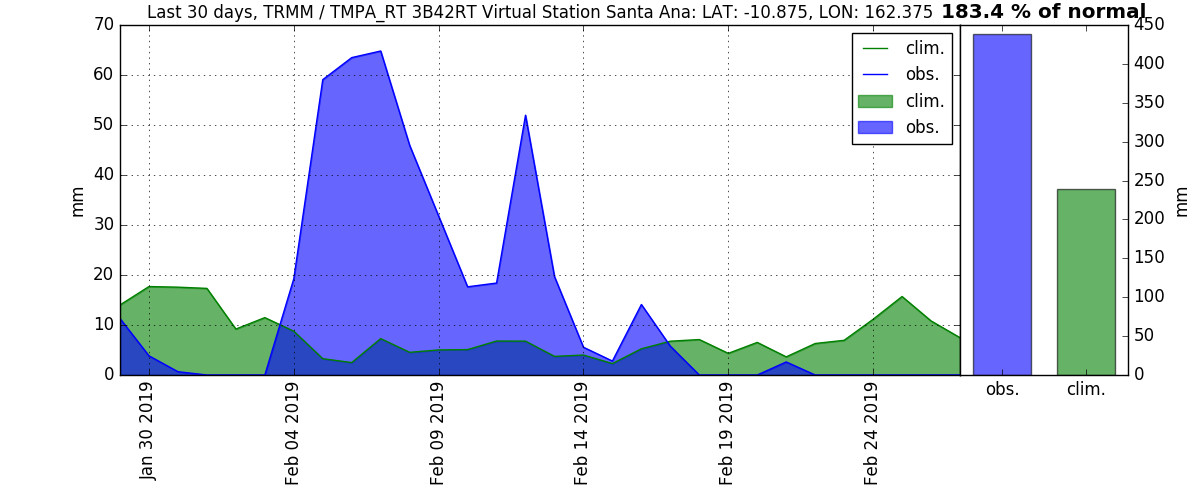 Last 30 days, TRMM / TMPA_RT 3B42RT Virtual Station Santa Ana: LAT: -10.875, LON: 162.375 183.4 % of normal
70
60
50
40
30
20
10
0
mm
clim.
obs.
clim.
obs.
450
400
350
300
250
200
150
100
50
0
mm
obs.
clim.
Jan 30 2019
Feb 04 2019
Feb 09 2019
Feb 14 2019
Feb 19 2019
Feb 24 2019